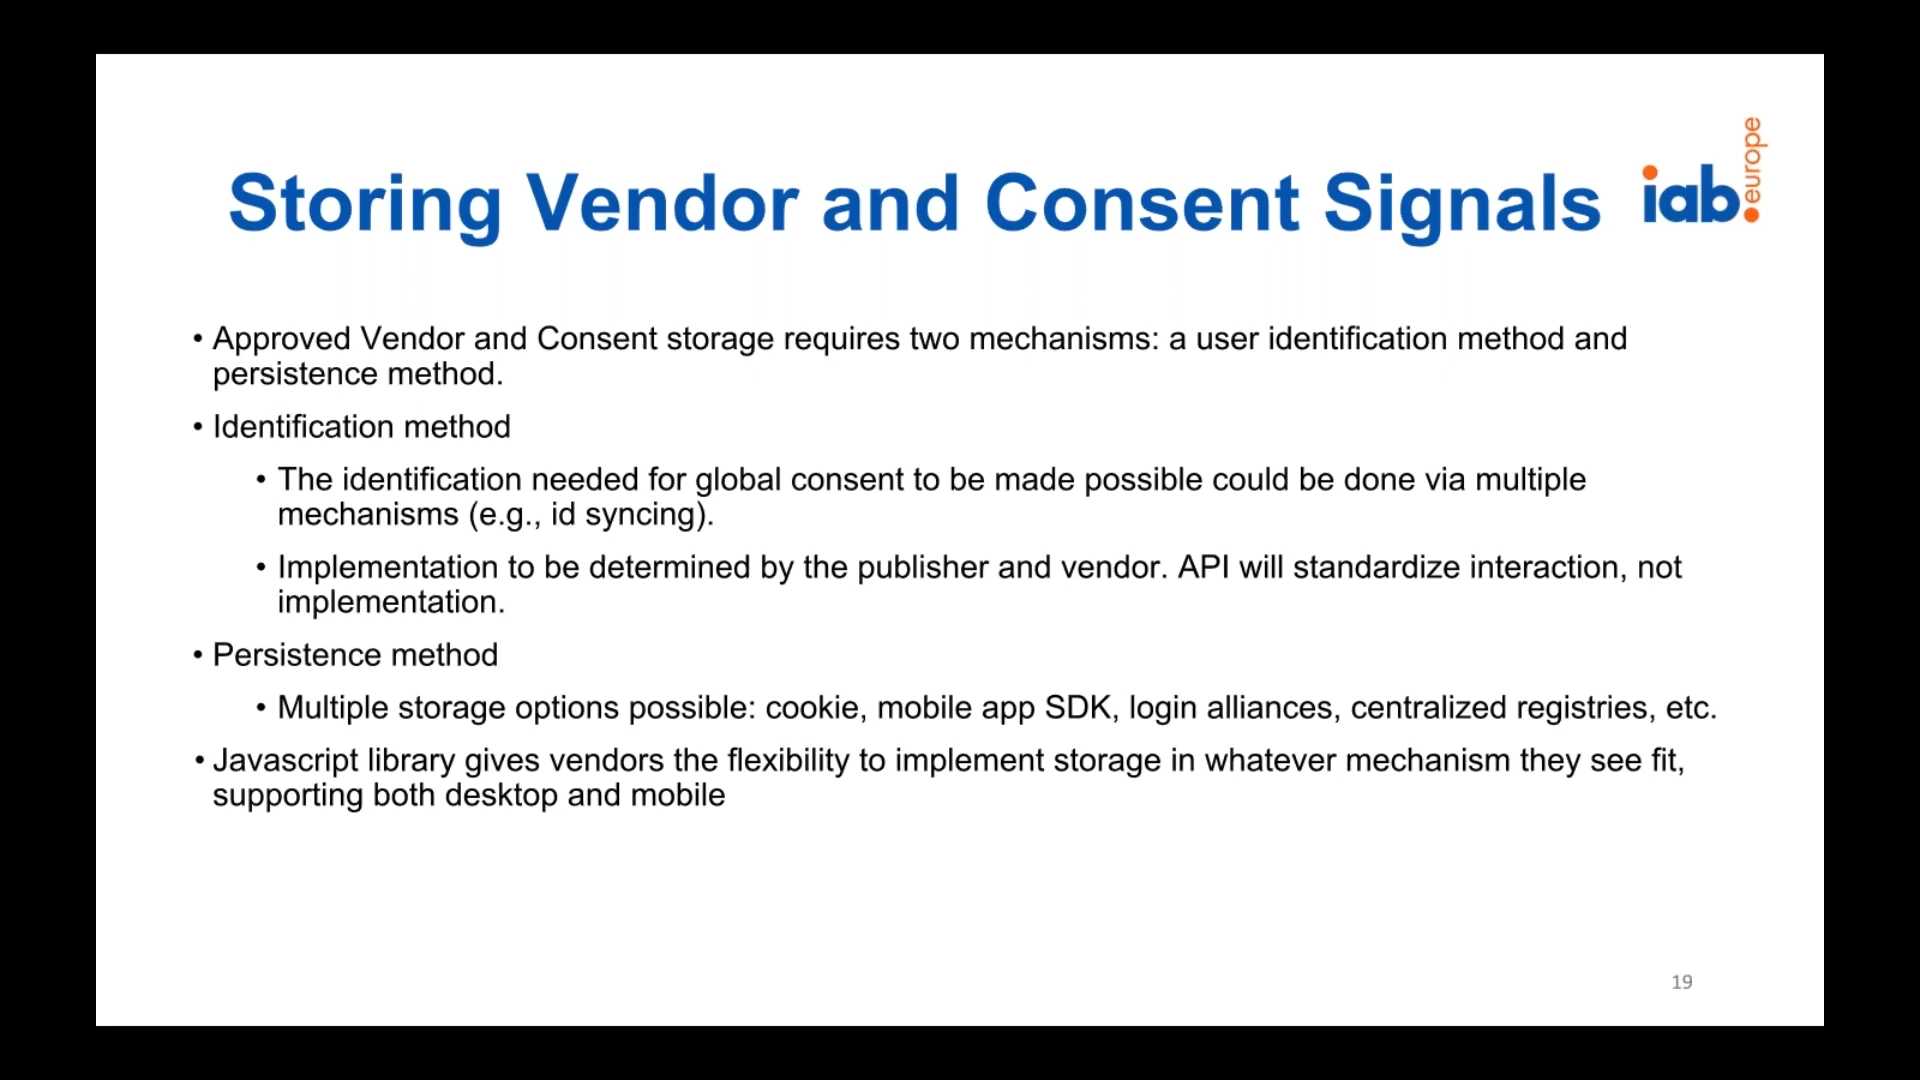 Storing Vendor and Consent Signals
iab.europe
• Approved Vendor and Consent storage requires two mechanisms: a user identification method and
persistence method.
• Identification method
• The identification needed for global consent to be made possible could be done via multiple
mechanisms (e.g., id syncing).
• Implementation to be determined by the publisher and vendor. API will standardize interaction, not
implementation.
• Persistence method
• Multiple storage options possible: cookie, mobile app SDK, login alliances, centralized registries, etc.
• Javascript library gives vendors the flexibility to implement storage in whatever mechanism they see fit,
supporting both desktop and mobile
19